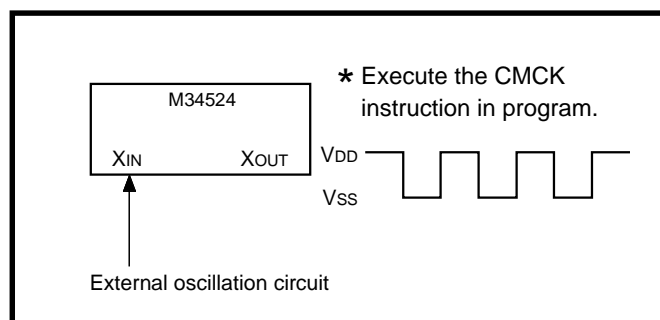 * Execute the CMCK
instruction in program.
M34524
XIN XOUT
VDD
VSS
External oscillation circuit